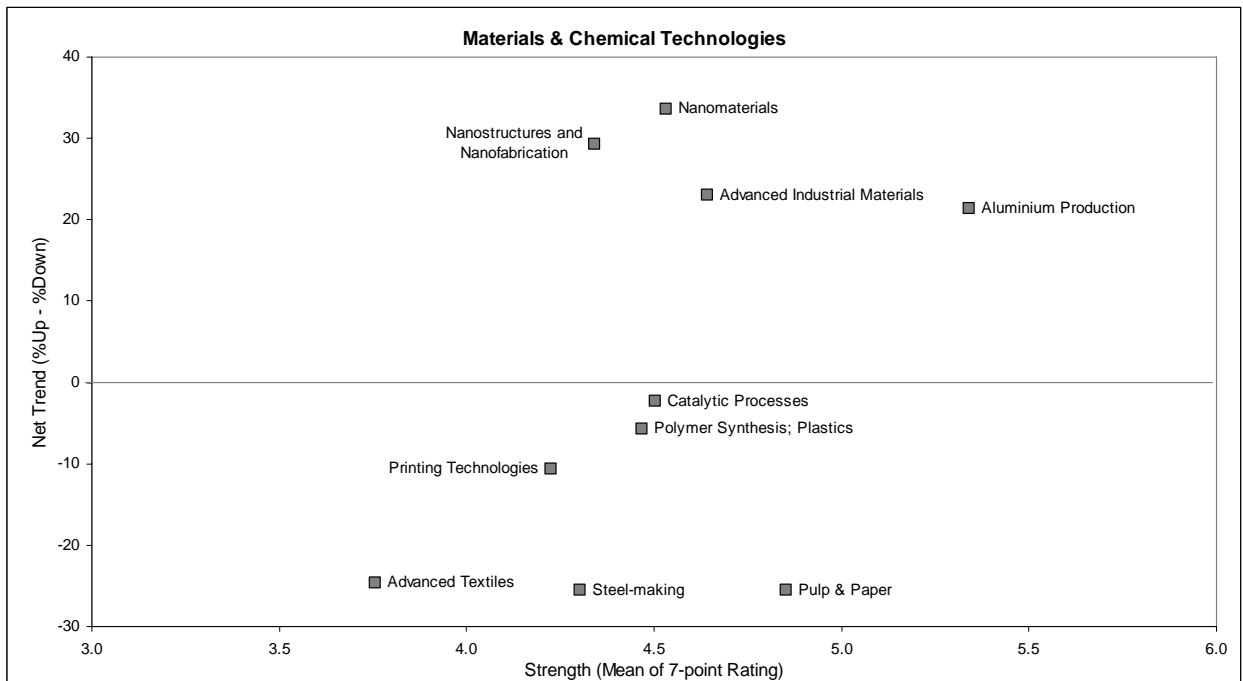 Materials & Chemical Technologies
40
30
20
10
0
-10
-20
-30
Net Trend (%Up - %Down)
Nanomaterials
Nanostructures and
Nanofabrication
Advanced Industrial Materials
Aluminium Production
Catalytic Processes
Polymer Synthesis; Plastics
Printing Technologies
Advanced Textiles
Steel-making
Pulp & Paper
3.0
3.5
4.0
4.5
5.0
5.5
6.0
Strength (Mean of 7-point Rating)